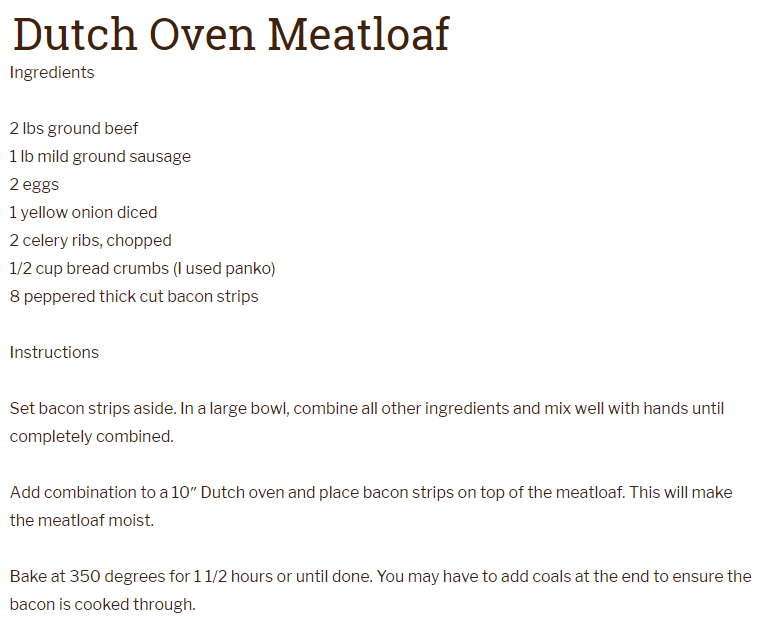 Dutch Oven Meatloaf
Ingredients
2 lbs ground beef
1 lb mild ground sausage
2 eggs
1 yellow onion diced
2 celery ribs, chopped
1/2 cup bread crumbs (I used panko)
8 peppered thick cut bacon strips
Instructions
Set bacon strips aside. In a large bowl, combine all other ingredients and mix well with hands until
completely combined.
Add combination to a 10″ Dutch oven and place bacon strips on top of the meatloaf. This will make
the meatloaf moist.
Bake at 350 degrees for 1 1/2 hours or until done. You may have to add coals at the end to ensure the
bacon is cooked through.